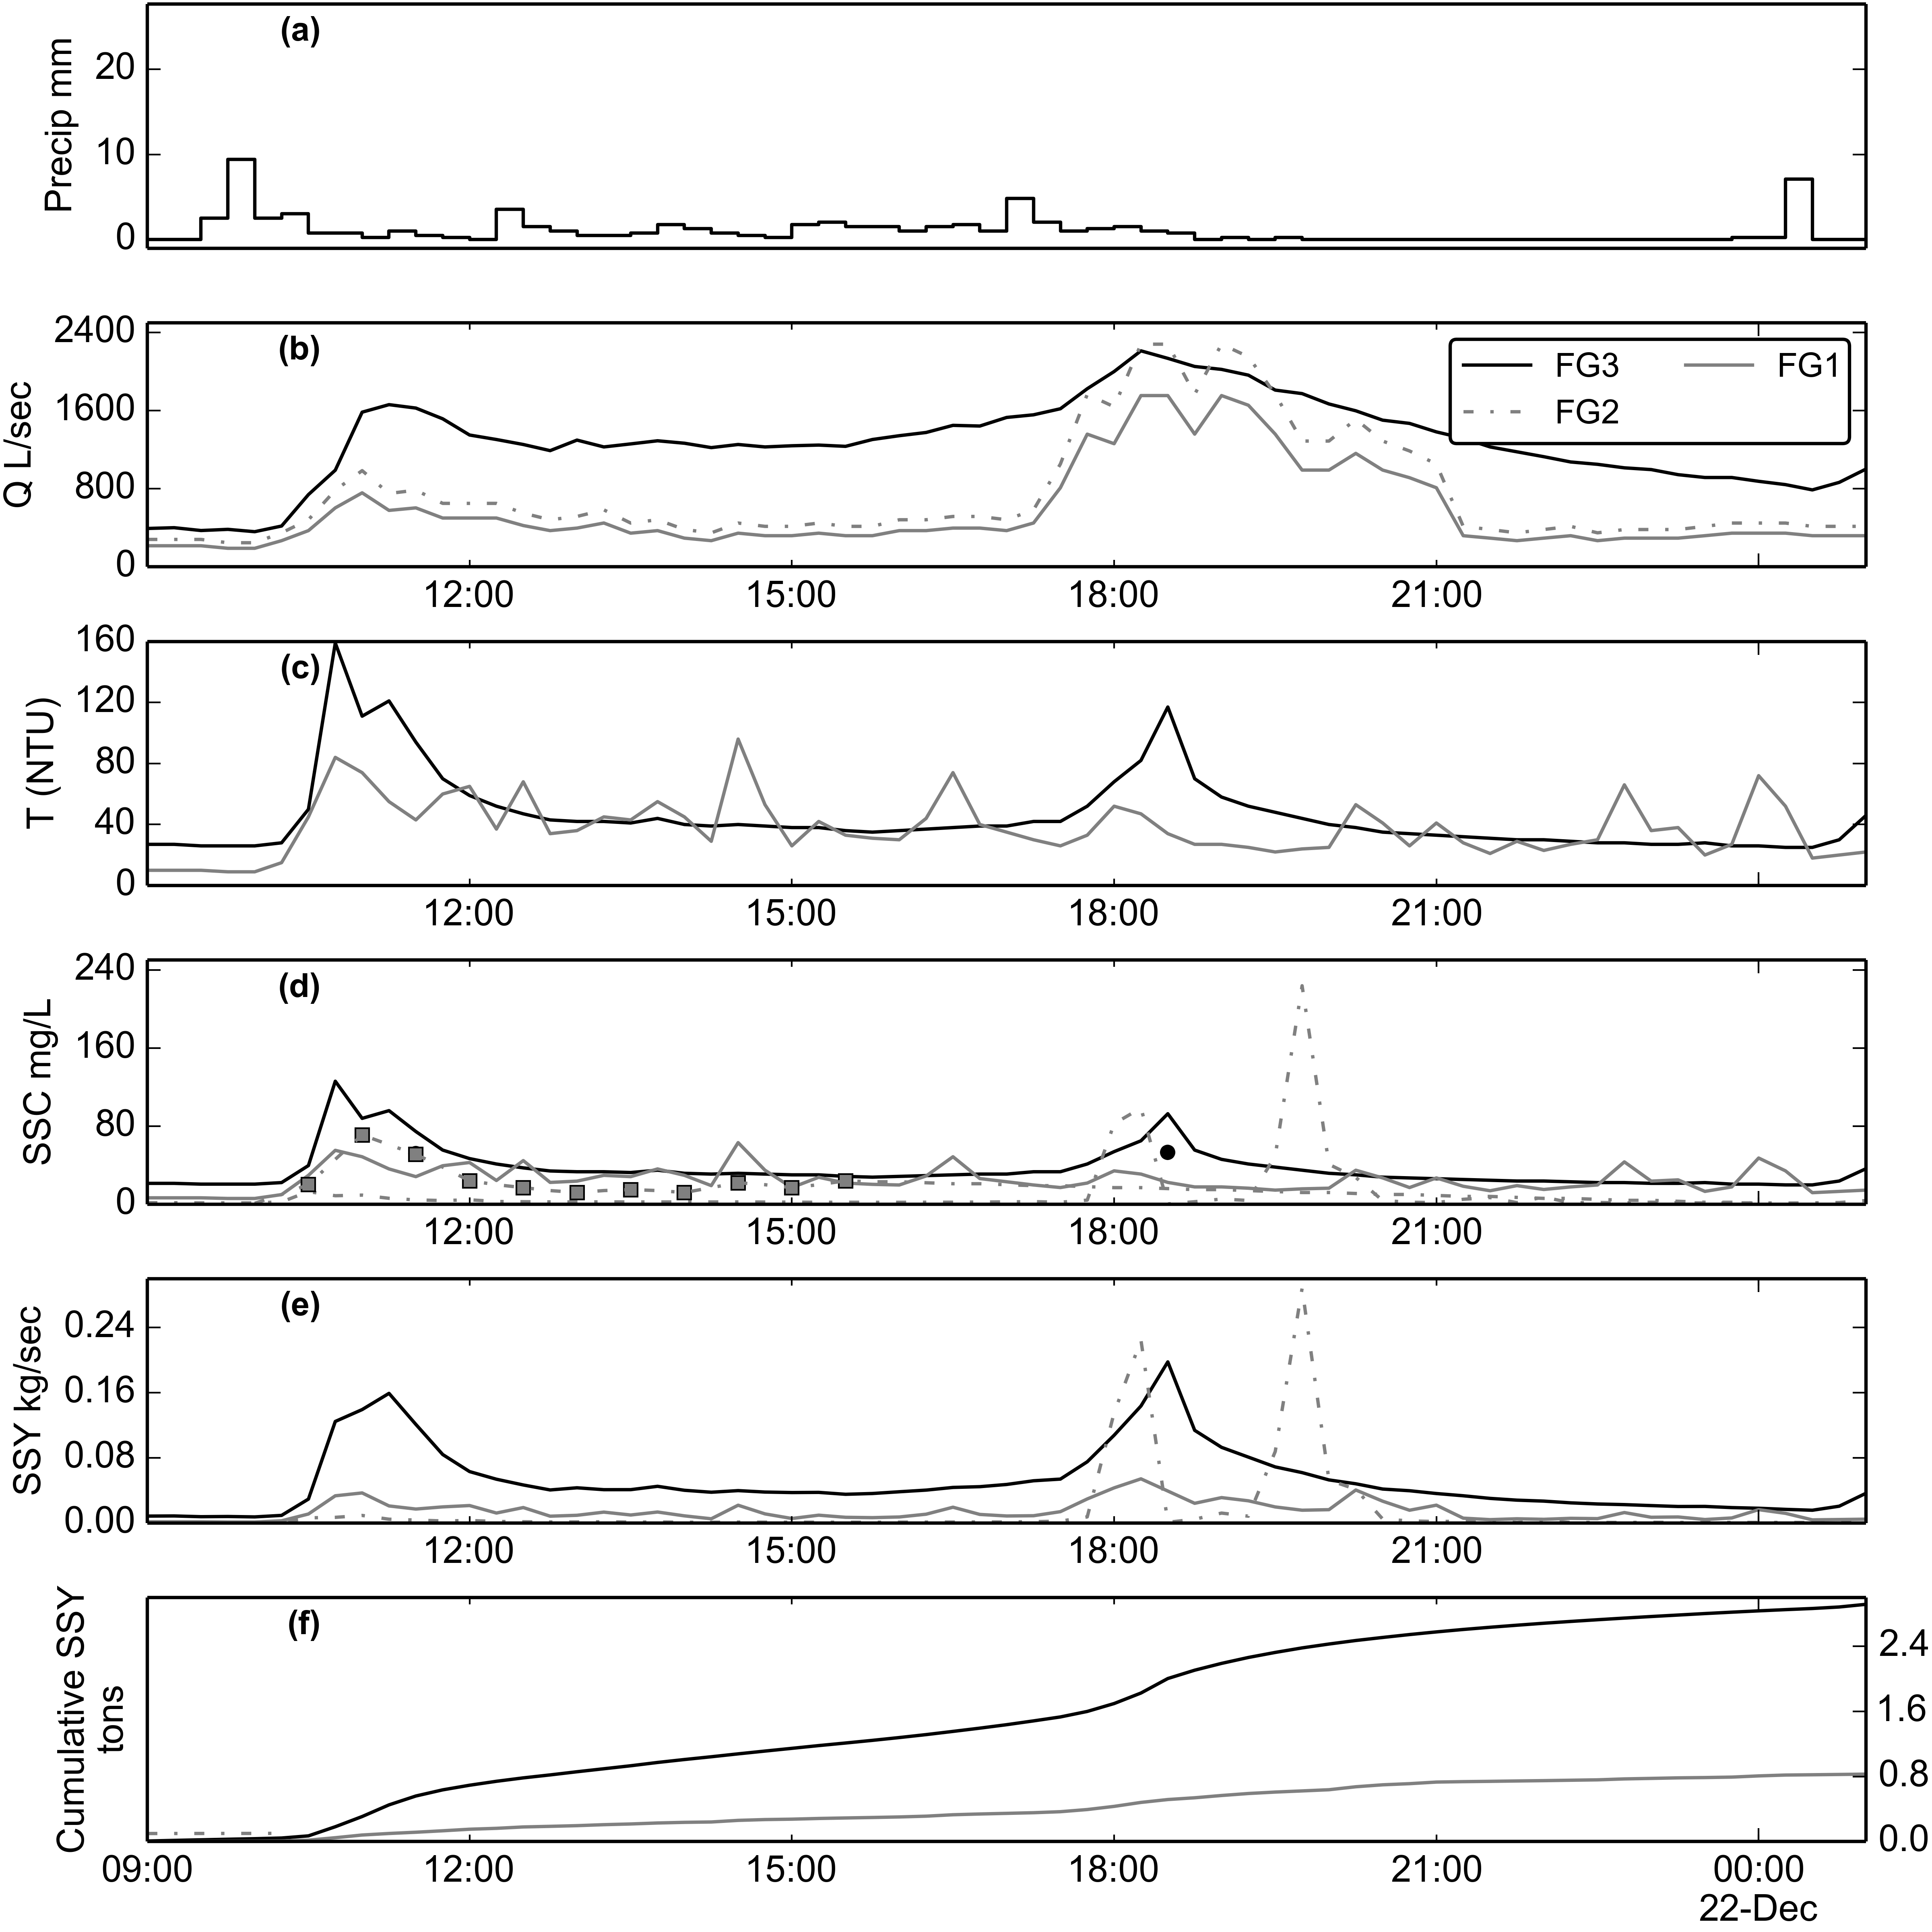 (a)
Precip mm
20
10
0
(b)
Q L/sec
2400
1600
800
0
FG3 FG1
FG2
12:00 15:00 18:00 21:00
(c)
T (NTU)
160
120
80
40
0
12:00 15:00 18:00 21:00
(d)
SSC mg/L
240
160
80
0
12:00 15:00 18:00 21:00
(e)
SSY kg/sec
0.24
0.16
0.08
0.00
12:00 15:00 18:00 21:00
(f)
Cumulative SSY
tons
2.4
1.6
0.8
0.0
09:00 12:00 15:00 18:00 21:00 00:00
22-Dec